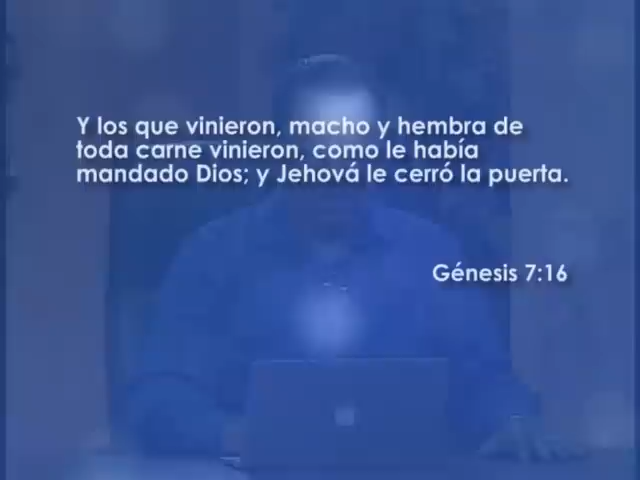 Y los que vinieron, macho y hembra de
toda carne vinieron, como le había
mandado Dios; y Jehová le cerró la puerta.
Génesis 7:16